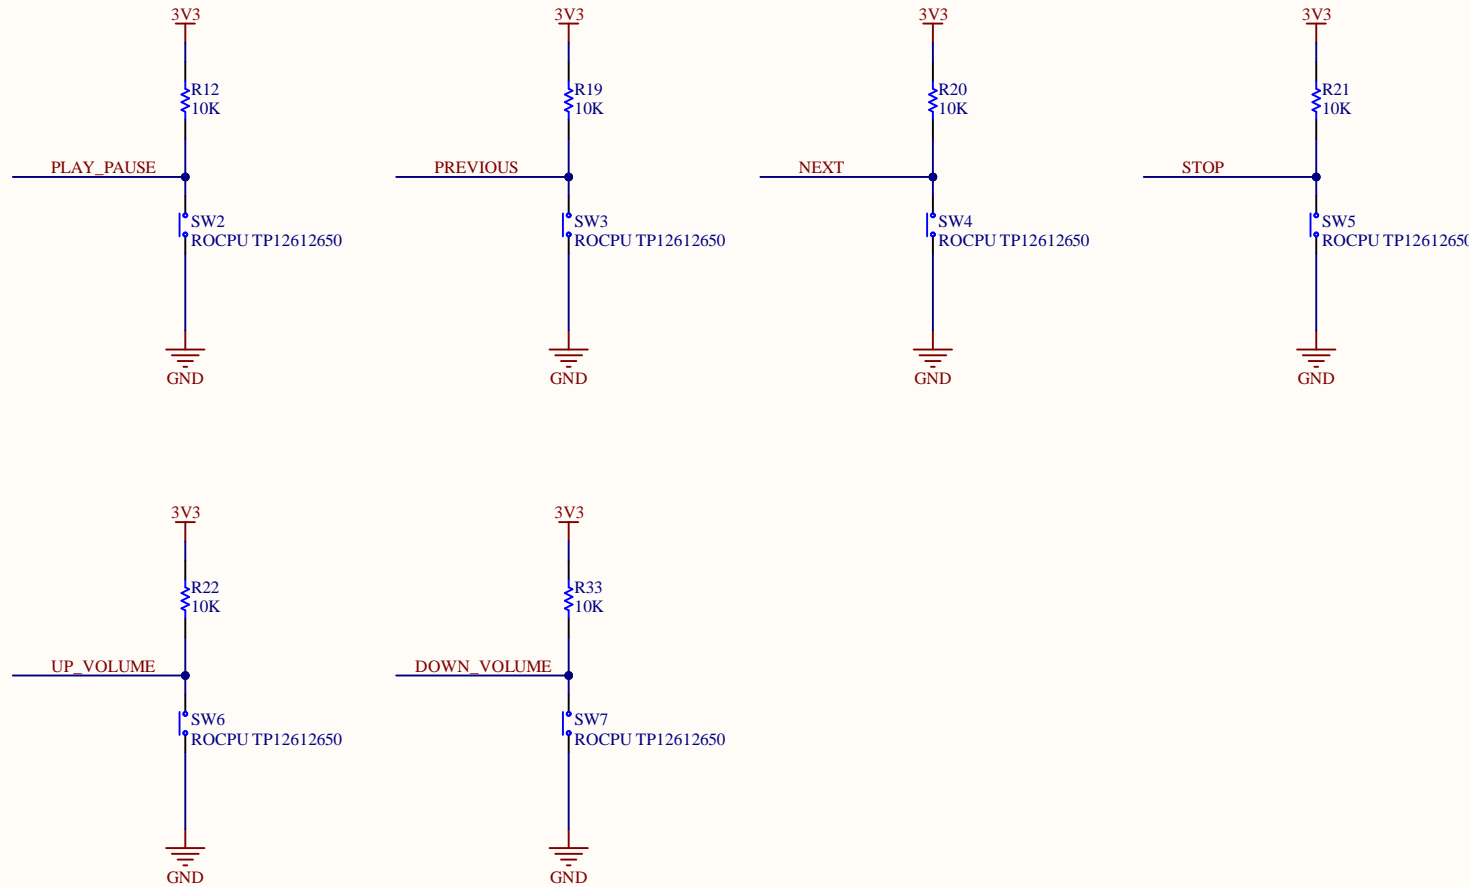 3V3
R12
10K
PLAY_PAUSE
SW2
ROCPU TP12612650
GND
3V3
R19
10K
PREVIOUS
SW3
ROCPU TP12612650
GND
3V3
R20
10K
NEXT
SW4
ROCPU TP12612650
GND
3V3
R21
10K
STOP
SW5
ROCPU TP12612650
GND
3V3
R22
10K
UP_VOLUME
SW6
ROCPU TP12612650
GND
3V3
R33
10K
DOWN_VOLUME
SW7
ROCPU TP12612650
GND